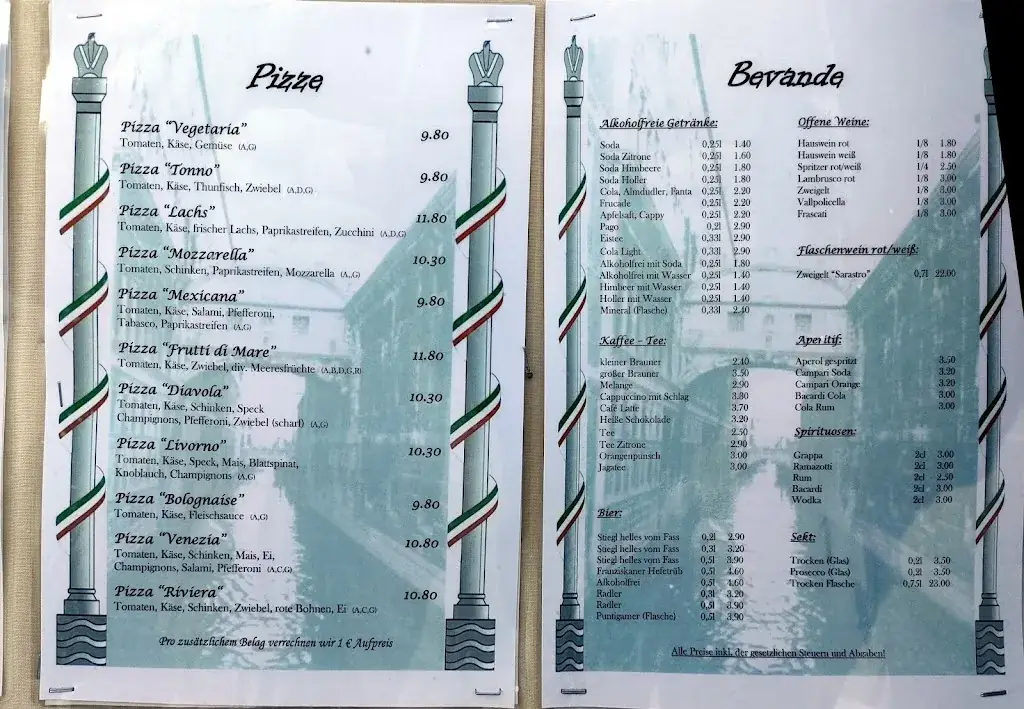 Pizze
Pizza "Vegetaria" 9.80
Tomaten, Käse, Gemüse (A,G)
Pizza "Tonno" 9.80
Tomaten, Käse, Thunfisch, Zwiebel (A,D,G)
Pizza "Lachs" 11.80
Tomaten, Käse, frischer Lachs, Paprikastreifen, Zucchini (A,D,G)
Pizza "Mozzarella" 10.30
Tomaten, Schinken, Paprikastreifen, Mozzarella (A,,G)
Pizza "Mexicana" 9.80
Tomaten, Käse, Salami, Pfefferoni,
Tabasco, Paprikastreifen (A,G)
Pizza "Frutti di Mare" 11.80
Tomaten, Käse, Zwiebel, div. Meeresfrüchte (A,B,D,G,R)
Pizza "Diavola" 10.30
Tomaten, Käse, Schinken, Speck
Champignons, Pfefferoni, Zwiebel (scharf) (A,G)
Pizza "Livorno" 10.30
Tomaten, Käse, Speck, Mais, Blattspinat,
Knoblauch, Champignons (A,G)
Pizza "Bolognaise" 9.80
Tomaten, Käse, Fleischsauce (A,G)
Pizza "Venezia" 10.80
Tomaten, Käse, Schinken, Mais, Ei,
Champignons, Salami, Pfefferoni (A,C,G)
Pizza "Riviera" 10.80
Tomaten, Käse, Schinken, Zwiebel, rote Bohnen, Ei (A,C,G)
Pro zusätzlichem Belag verrechnen wir 1 € Aufpreis
Bevande
Alkoholfreie Getränke:
Soda 0,25l 1.40
Soda Zitrone 0,25l 1.60
Soda Himbeere 0,25l 1.80
Soda Holler 0,25l 1.80
Cola, Almdudler, Fanta 0,25l 2.20
Frucade 0,25l 2.20
Apfelsaft, Cappy 0,25l 2.20
Pago 0,2l 2.90
Eistee 0,33l 2.90
Cola Light 0,33l 2.90
Alkoholfrei mit Soda 0,25l 1.80
Alkoholfrei mit Wasser 0,25l 1.40
Himbeer mit Wasser 0,25l 1.40
Holler mit Wasser 0,25l 1.40
Mineral (Flasche) 0,33l 2.40
Kaffee – Tee:
kleiner Brauner 2.40
großer Brauner 3.50
Melange 2.90
Cappuccino mit Schlag 3.30
Café Latte 3.70
Heiße Schokolade 3.20
Tee 2.50
Tee Zitrone 2.90
Orangenpunsch 3.00
Jagatee 3.00
Bier:
Stiegl helles vom Fass 0,2l 2.90
Stiegl helles vom Fass 0,3l 3.20
Stiegl helles vom Fass 0,5l 3.90
Franziskaner Hefetrüb 0,5l 4.60
Alkoholfrei 0,5l 4.60
Radler 0,3l 3.20
Radler 0,5l 3.90
Puntigamer (Flasche) 0,5l 3.90
Offene Weine:
Hauswein rot 1/8 1.80
Hauswein weiß 1/8 1.80
Spritzer rot/weiß 1/4 2.50
Lambrusco rot 1/8 3.00
Zweigelt 1/8 3.00
Vallpolicella 1/8 3.00
Frascati 1/8 3.00
Flaschenwein rot/weiß:
Zweigelt "Sarastro" 0,7l 22.00
Aperitif:
Aperol gespritzt 3.50
Campari Soda 3.20
Campari Orange 3.20
Bacardi Cola 3.00
Cola Rum 3.00
Spirituosen:
Grappa 2cl 3.00
Ramazotti 2cl 3.00
Rum 2cl 2.50
Bacardi 2cl 3.00
Wodka 2cl 3.00
Sekt:
Trocken (Glas) 0,2l 3.50
Prosecco (Glas) 0,2l 3.50
Trocken Flasche 0,75l 23.00
Alle Preise inkl. der gesetzlichen Steuern und Abgaben!